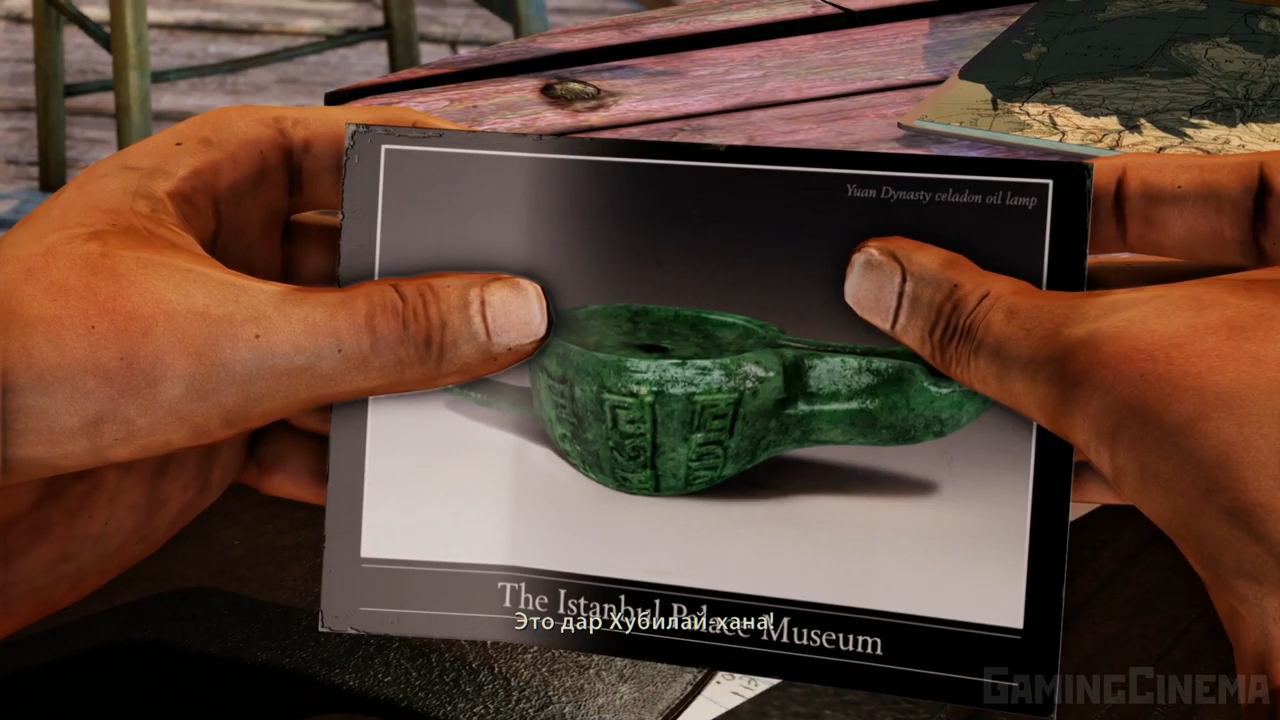 Yuan Dynasty celadon oil lamp
The Istanbul Palace Museum
Это дар Хубилай-хана!
GamingCinema